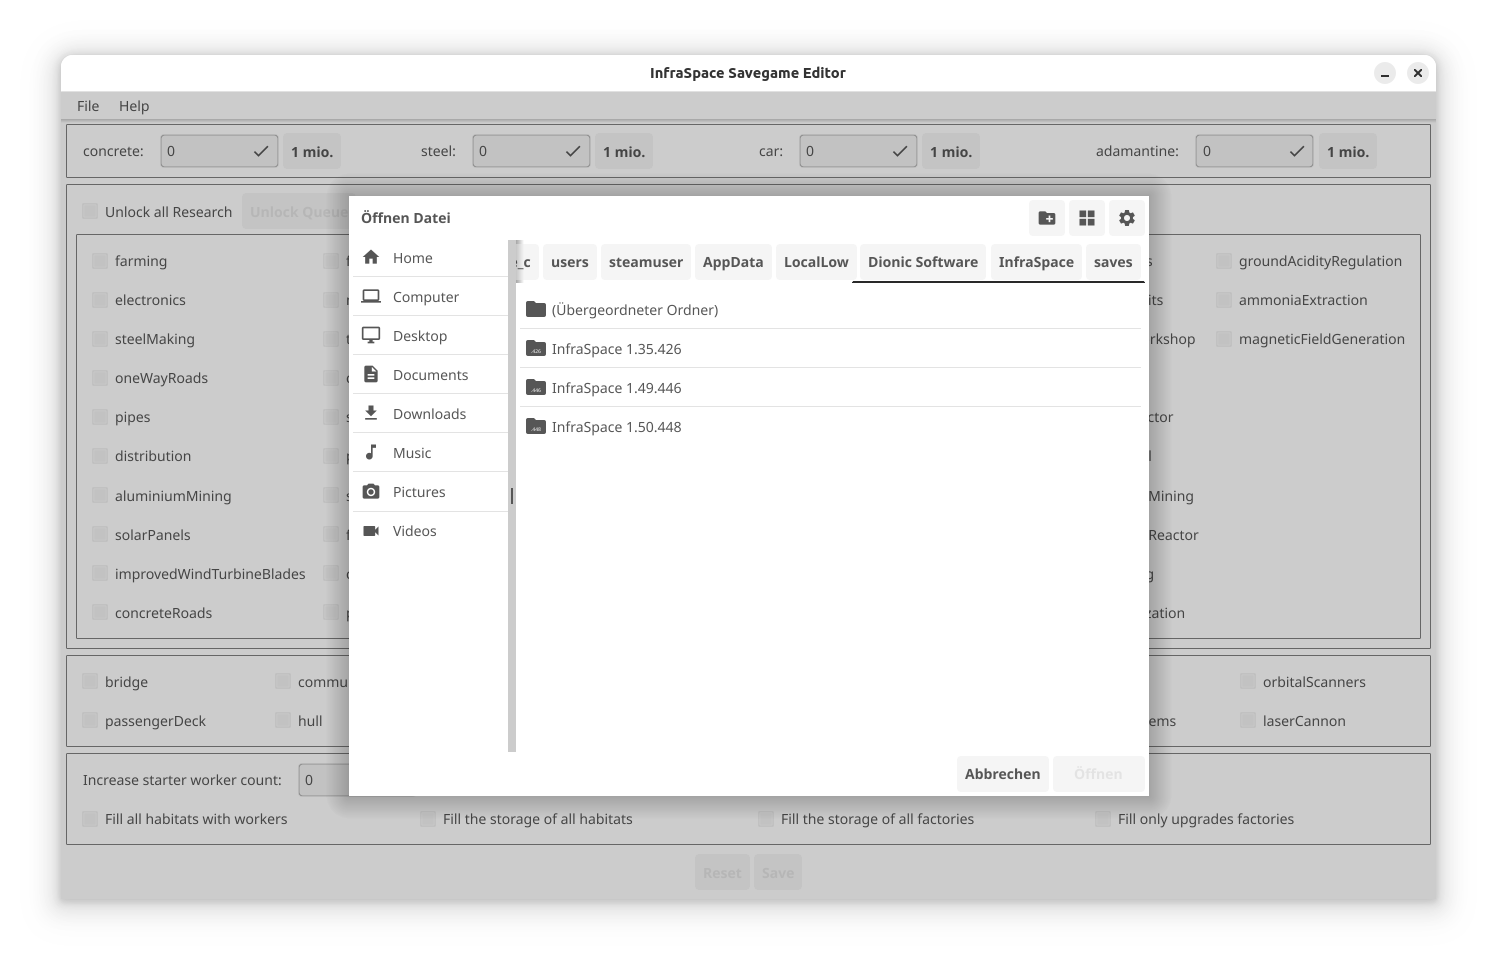 InfraSpace Savegame Editor
File Help
concrete: 0 1 mio. steel: 0 1 mio. car: 0 1 mio. adamantine: 0 1 mio.
Unlock all Research Unlock Queue
Öffnen Datei
Home
Computer
Desktop
Documents
Downloads
Music
Pictures
Videos
users steamuser AppData LocalLow Dionic Software InfraSpace saves
(Übergeordneter Ordner)
InfraSpace 1.35.426
InfraSpace 1.49.446
InfraSpace 1.50.448
Abbrechen Öffnen
farming groundAcidityRegulation
electronics ammoniaExtraction
steelMaking rkshop magneticFieldGeneration
oneWayRoads
pipes ctor
distribution
aluminiumMining Mining
solarPanels Reactor
improvedWindTurbineBlades
concreteRoads zation
bridge commu orbitalScanners
passengerDeck hull ems laserCannon
Increase starter worker count: 0
Fill all habitats with workers Fill the storage of all habitats Fill the storage of all factories Fill only upgrades factories
Reset Save